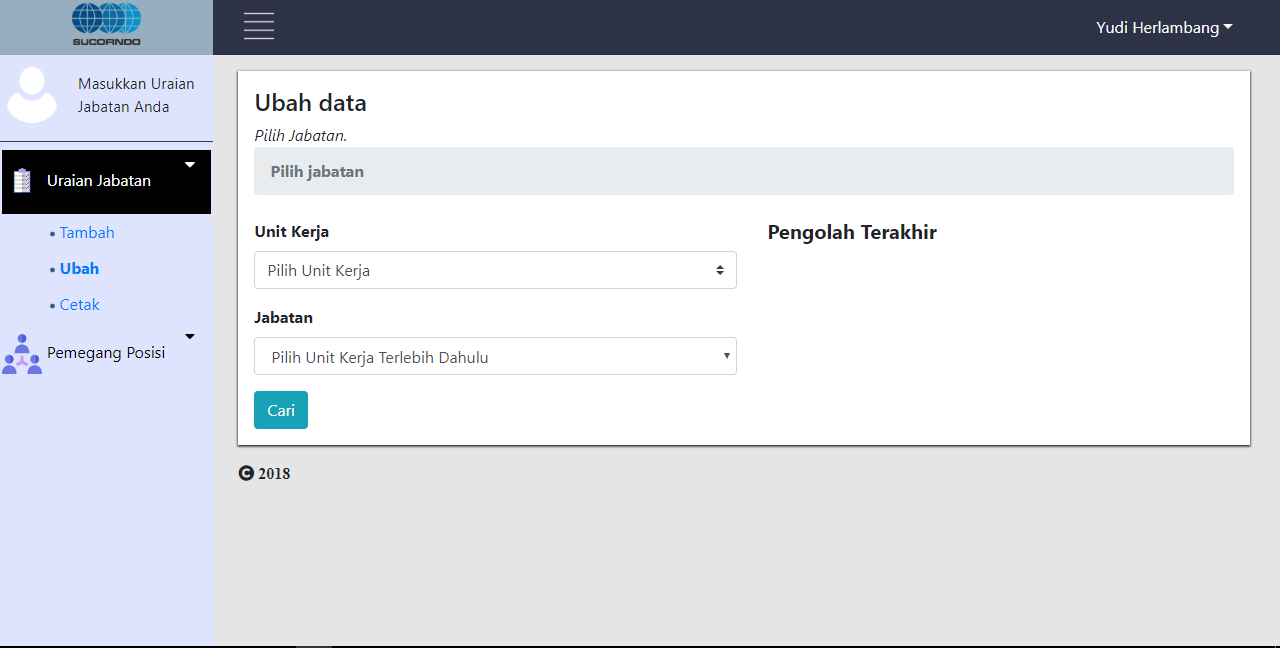 SUCOFINDO
Yudi Herlambang
Masukkan Uraian
Jabatan Anda
Uraian Jabatan
Tambah
Ubah
Cetak
Pemegang Posisi
Ubah data
Pilih Jabatan.
Pilih jabatan
Unit Kerja
Pilih Unit Kerja
Jabatan
Pilih Unit Kerja Terlebih Dahulu
Cari
Pengolah Terakhir
© 2018